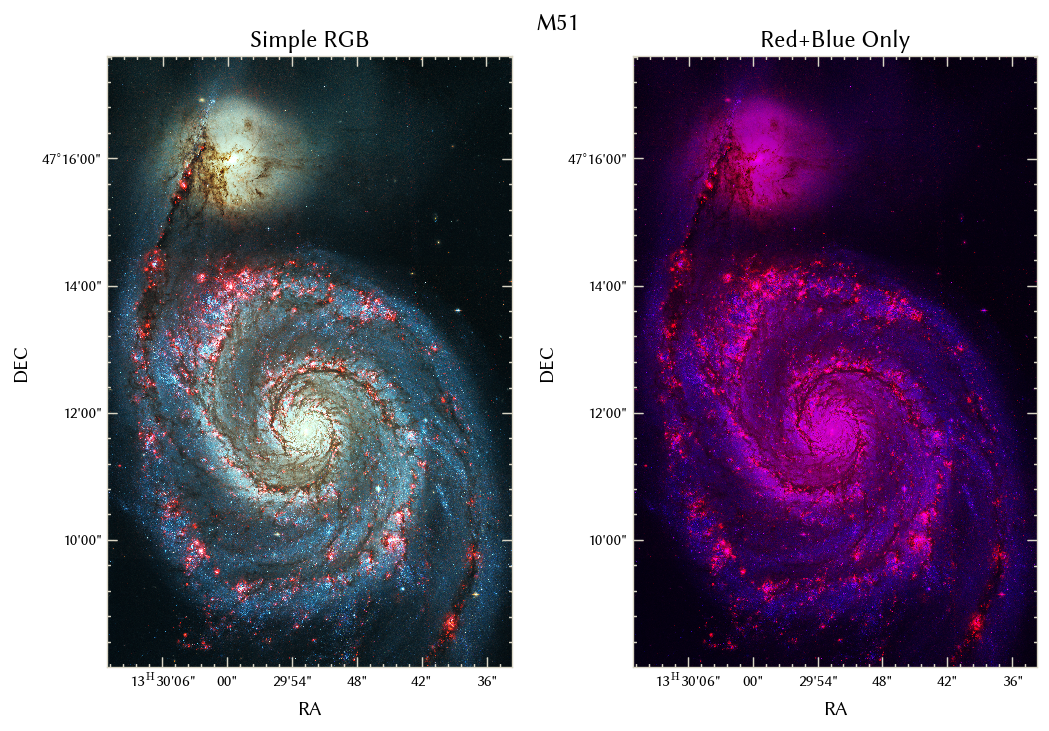 M51
Simple RGB
Red+Blue Only
DEC
47°16'00"
14'00"
12'00"
10'00"
13H30'06" 00" 29'54" 48" 42" 36"
RA
DEC
47°16'00"
14'00"
12'00"
10'00"
13H30'06" 00" 29'54" 48" 42" 36"
RA